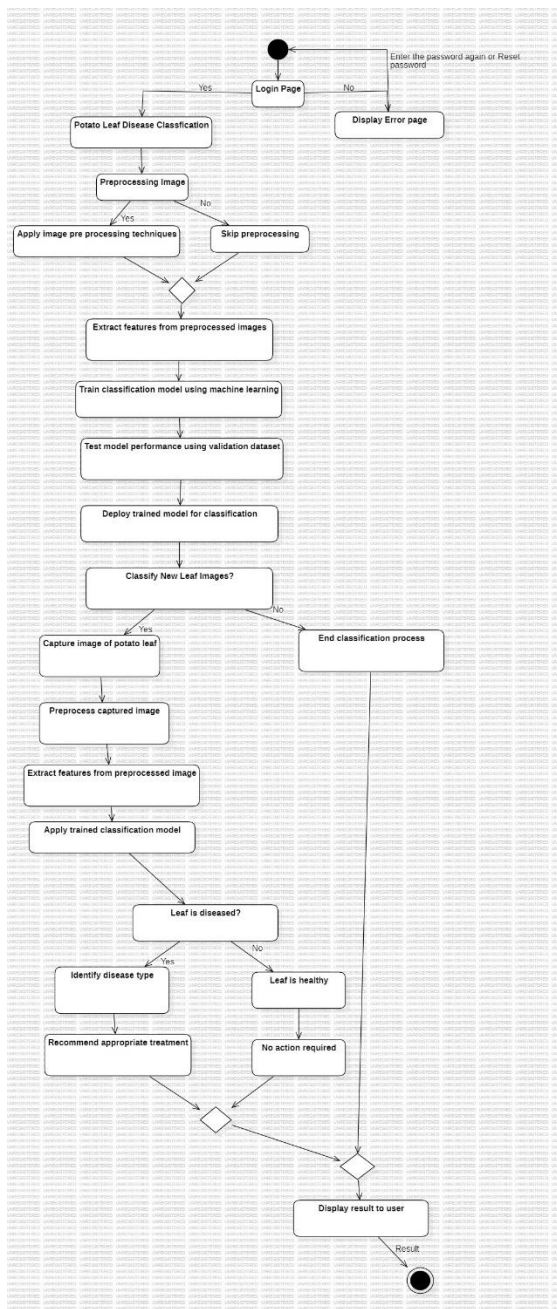 Enter the password again or Reset
password
Yes
Login Page
No
Potato Leaf Disease Classfication
Display Error page
Preprocessing Image
Yes
No
Apply image pre processing techniques
Skip preprocessing
Extract features from preprocessed images
Train classification model using machine learning
Test model performance using validation dataset
Deploy trained model for classification
Classify New Leaf Images?
Yes
No
Capture image of potato leaf
End classification process
Preprocess captured image
Extract features from preprocessed image
Apply trained classification model
Leaf is diseased?
Yes
No
Identify disease type
Leaf is healthy
Recommend appropriate treatment
No action required
Display result to user
Result